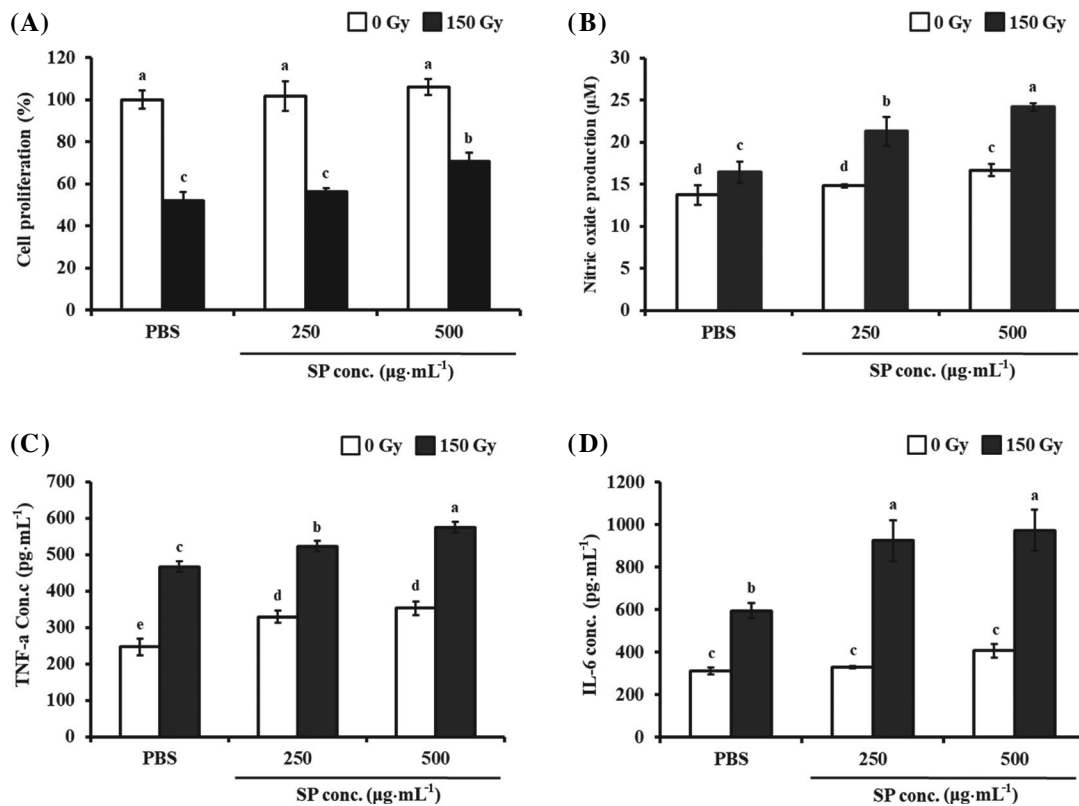 (A)
0 Gy 150 Gy
120
100
80
60
40
20
0
Cell proliferation (%)
a a a
c c b
PBS 250 500
SP conc. (μg·mL⁻¹)
(B)
0 Gy 150 Gy
30
25
20
15
10
5
0
Nitric oxide production (μM)
d c d b c a
PBS 250 500
SP conc. (μg·mL⁻¹)
(C)
0 Gy 150 Gy
700
600
500
400
300
200
100
0
TNF-a Con.c (pg·mL⁻¹)
e c d b d a
PBS 250 500
SP conc. (μg·mL⁻¹)
(D)
0 Gy 150 Gy
1200
1000
800
600
400
200
0
IL-6 conc. (pg·mL⁻¹)
c b c a c a
PBS 250 500
SP conc. (μg·mL⁻¹)